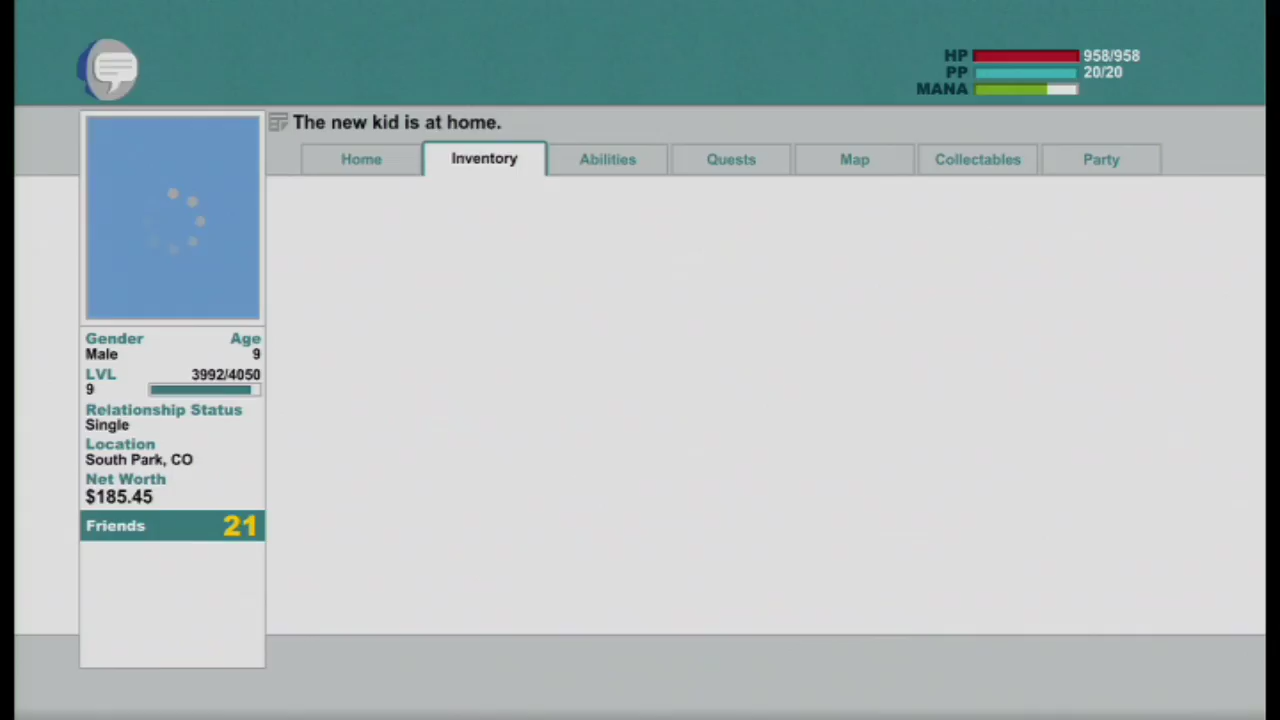 HP 958/958
PP 20/20
MANA
The new kid is at home.
Home Inventory Abilities Quests Map Collectables Party
Gender Age
Male 9
LVL 3992/4050
9
Relationship Status
Single
Location
South Park, CO
Net Worth
$185.45
Friends 21